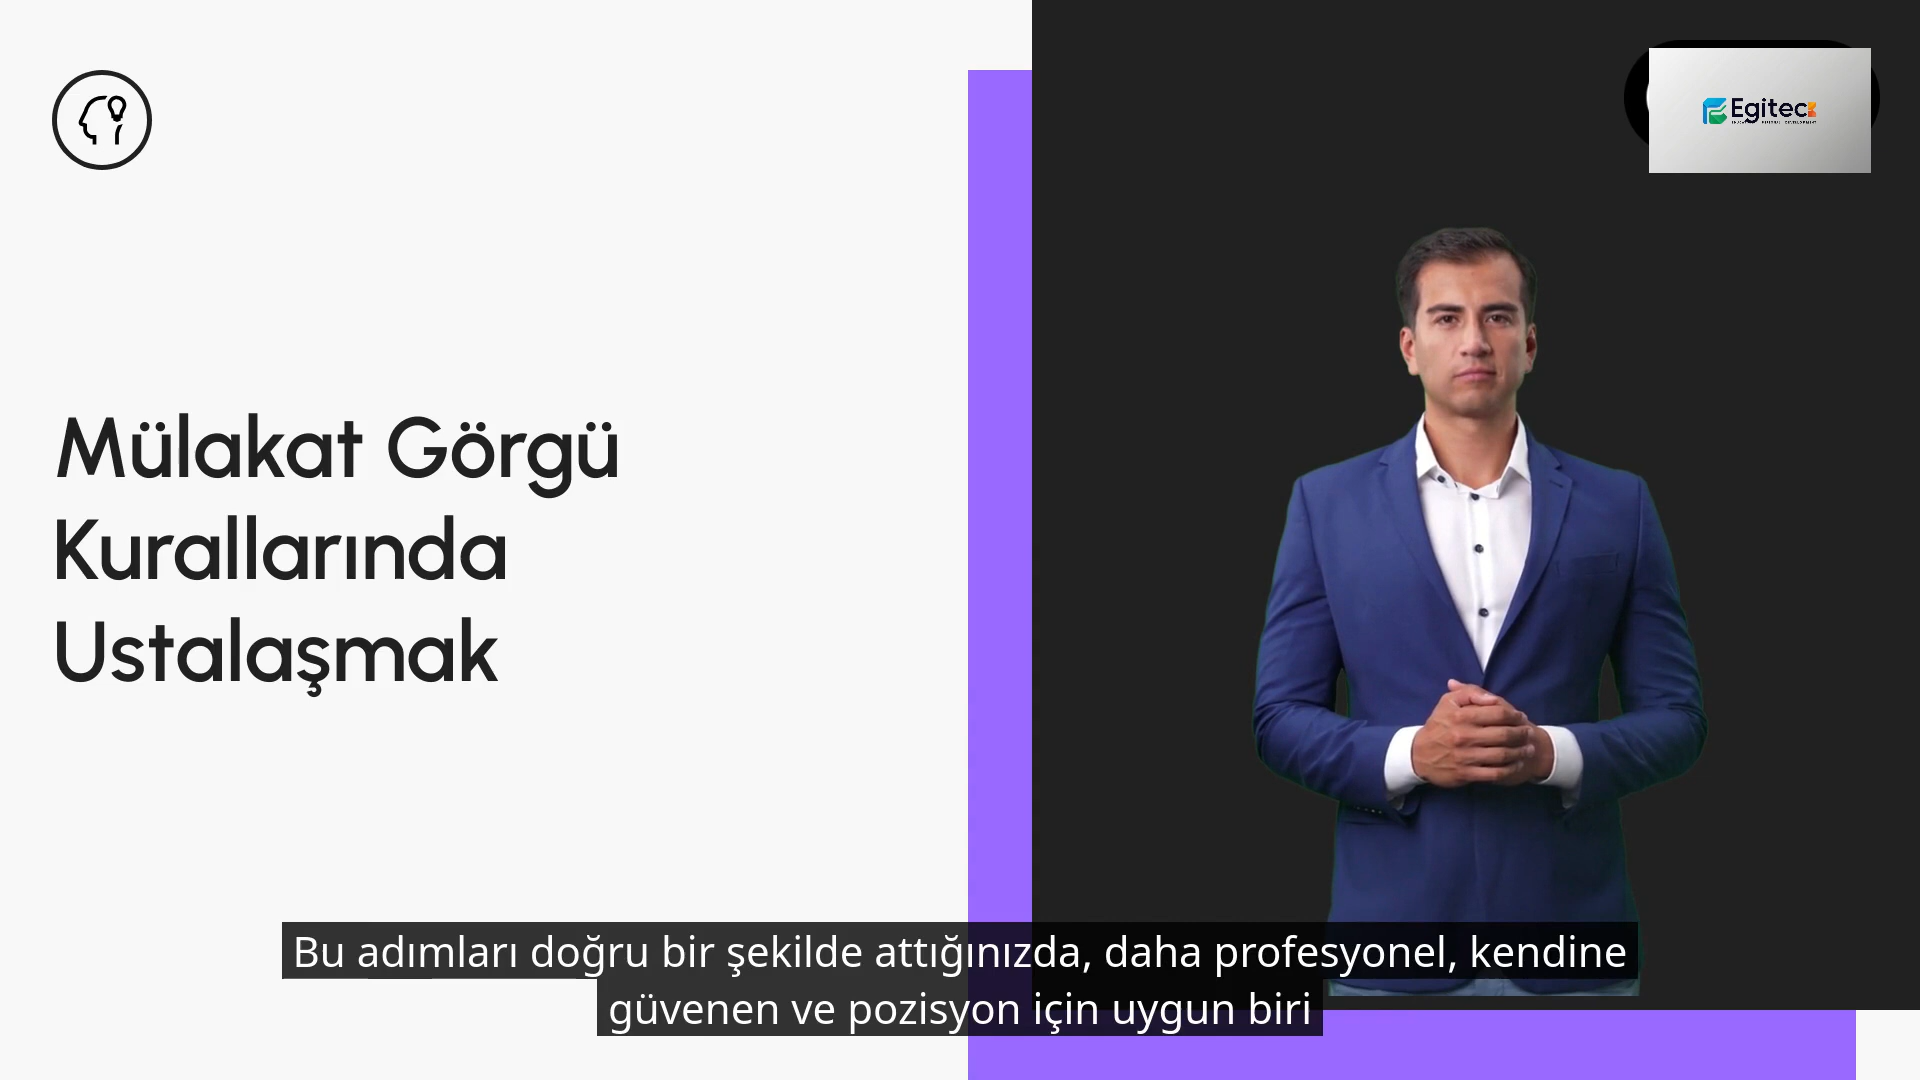 Egiteck
Mülakat Görgü
Kurallarında
Ustalaşmak
Bu adımları doğru bir şekilde attığınızda, daha profesyonel, kendine
güvenen ve pozisyon için uygun biri